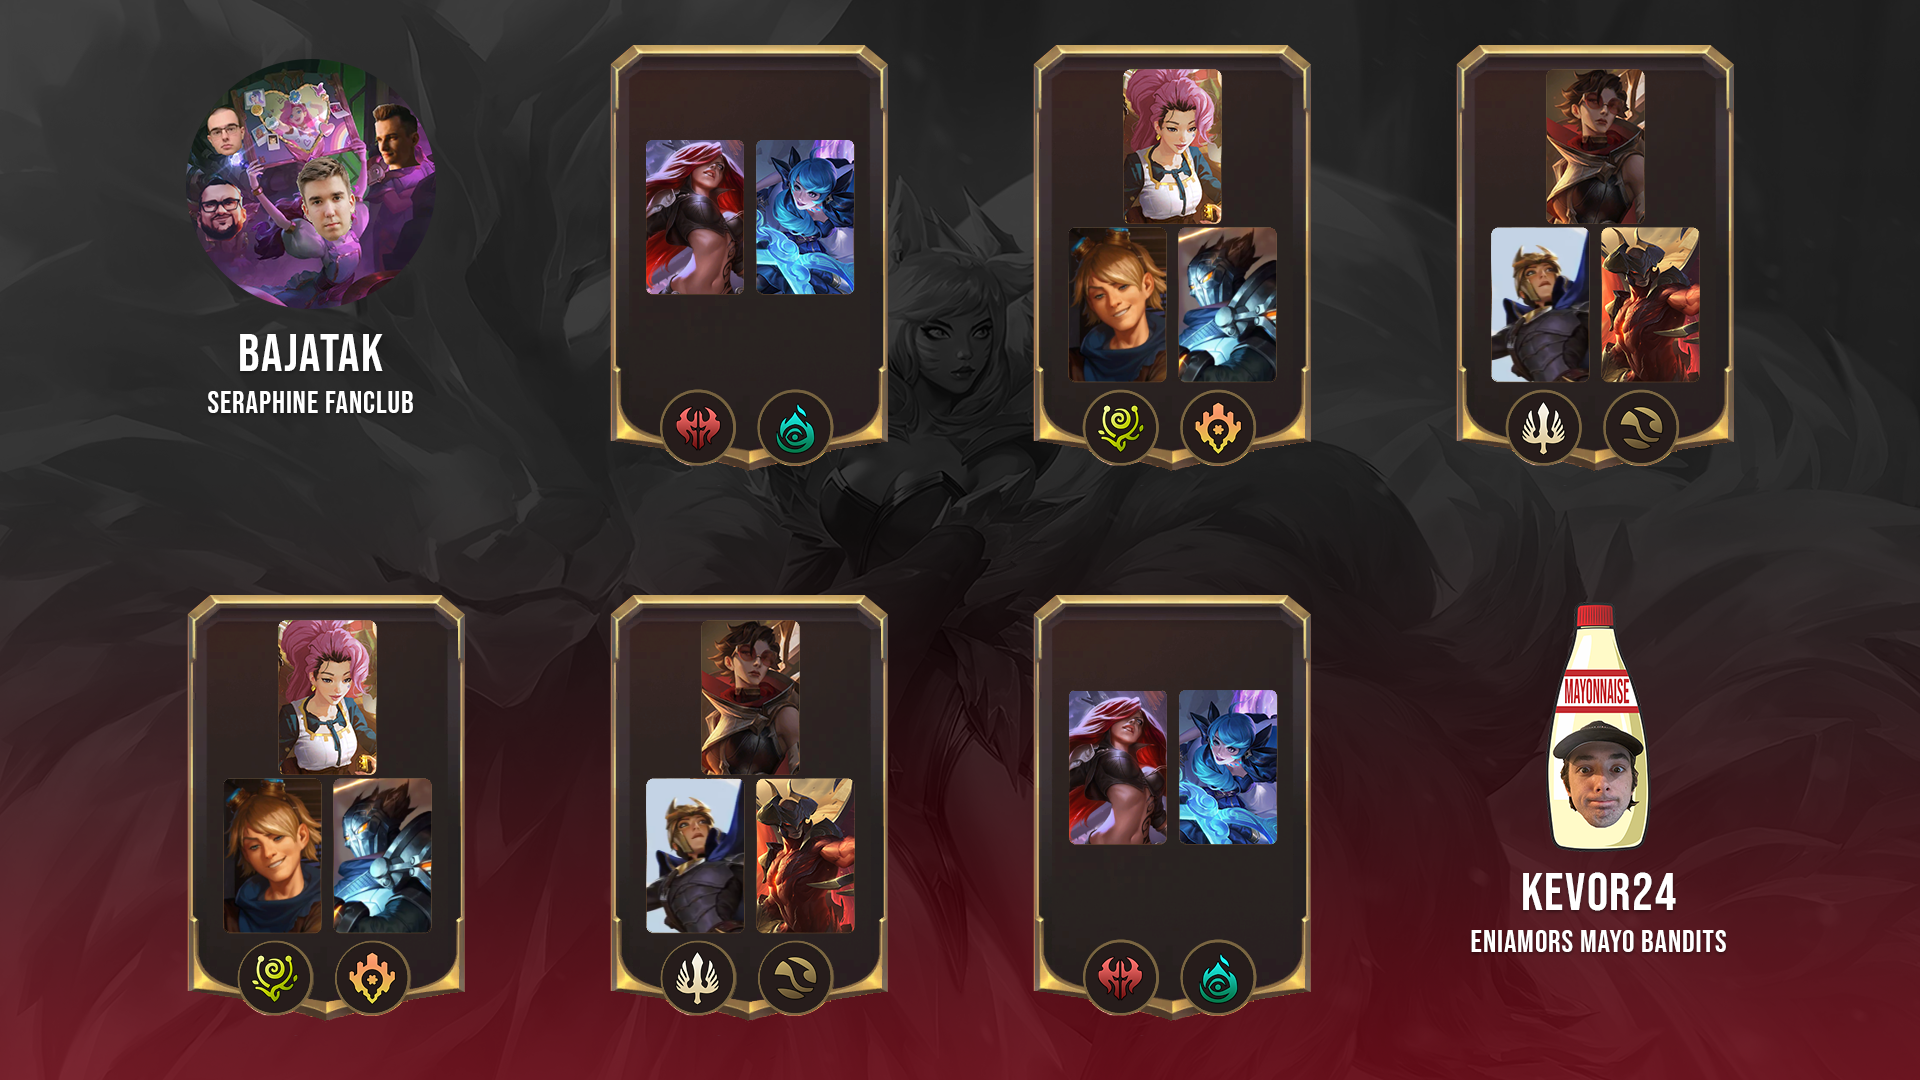 BAJATAK
SERAPHINE FANCLUB
MAYONNAISE
KEVOR24
ENIAMORS MAYO BANDITS